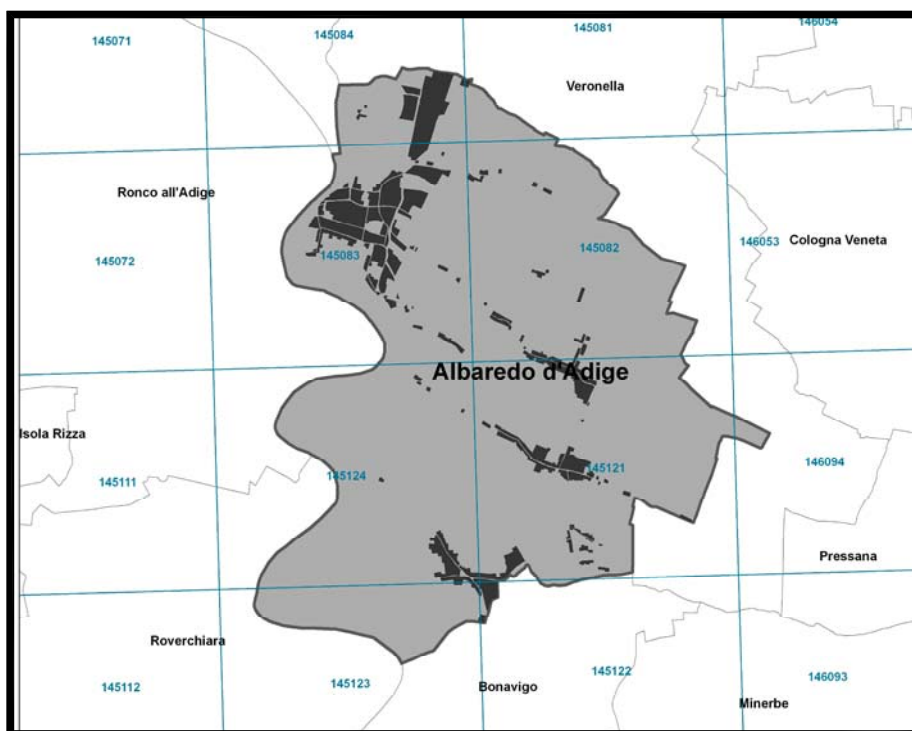 146054
145071
145084
145081
Veronella
Ronco all'Adige
145072
145083
145082
146053
Cologna Veneta
Albaredo d'Adige
Isola Rizza
145111
145124
145121
146094
Pressana
Roverchiara
145112
145123
Bonavigo
145122
146093
Minerbe